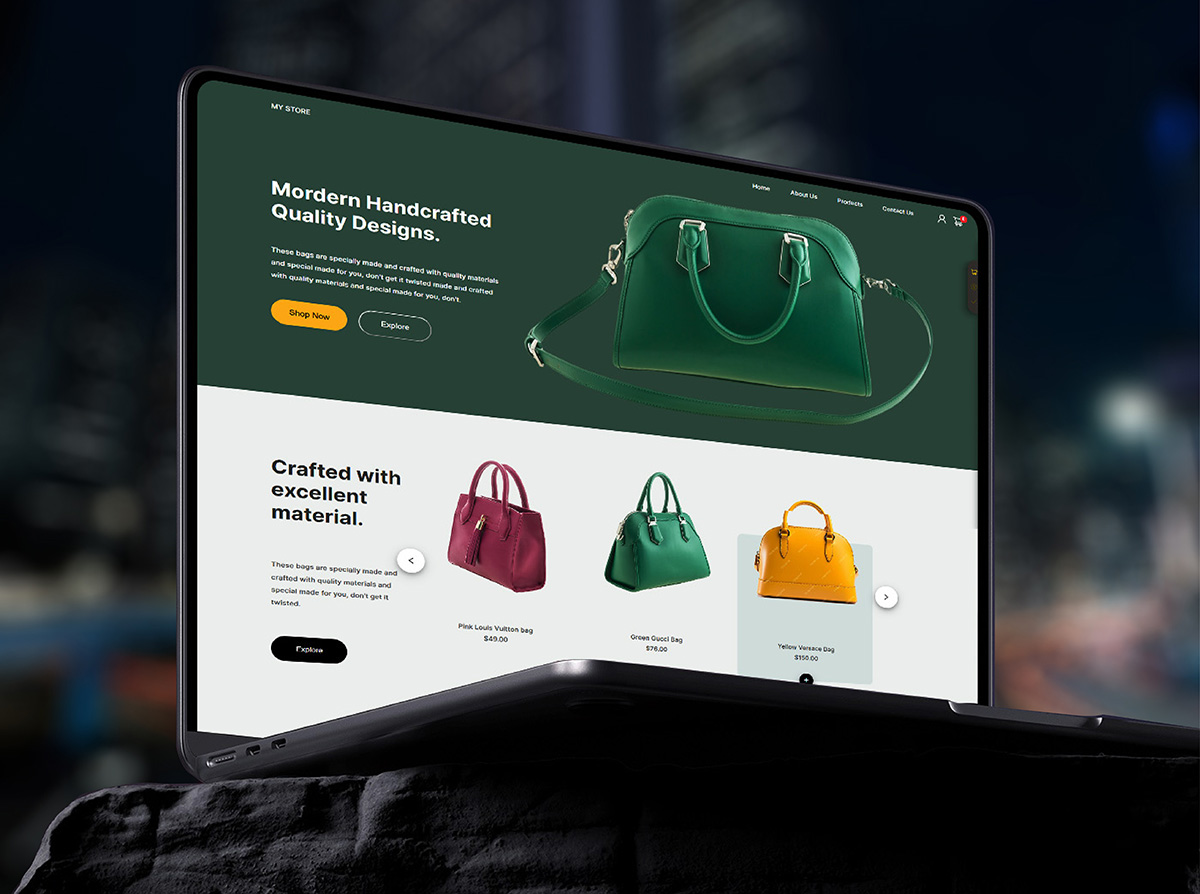 MY STORE
Home
About Us
Products
Contact Us
Mordern Handcrafted
Quality Designs.
These bags are specially made and crafted with quality materials
and special made for you, don't get it twisted made and crafted
with quality materials and special made for you, don't.
Shop Now
Explore
Crafted with
excellent
material.
These bags are specially made and
crafted with quality materials and
special made for you, don't get it
twisted.
Explore
<
>
Pink Louis Vuitton bag
$49.00
Green Gucci Bag
$76.00
Yellow Versace Bag
$150.00
+